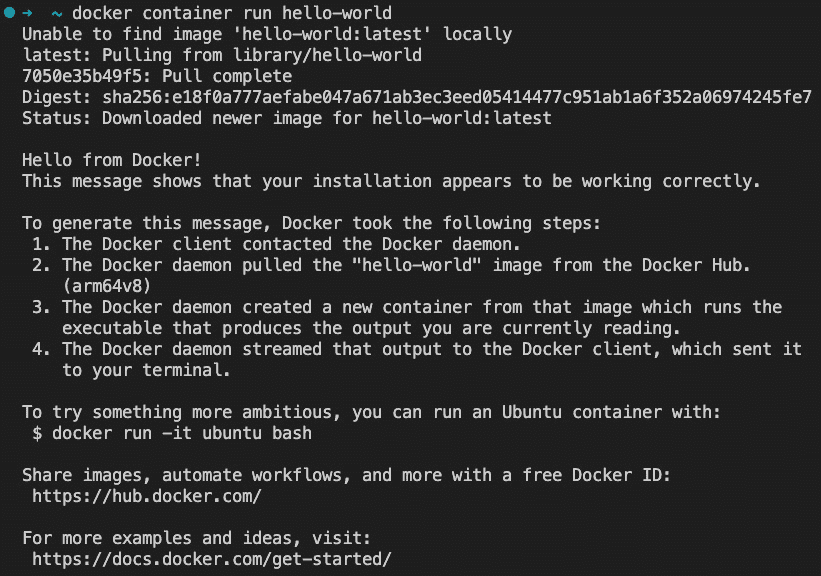 ➜  ~ docker container run hello-world
Unable to find image 'hello-world:latest' locally
latest: Pulling from library/hello-world
7050e35b49f5: Pull complete
Digest: sha256:e18f0a777aefabe047a671ab3ec3eed05414477c951ab1a6f352a06974245fe7
Status: Downloaded newer image for hello-world:latest

Hello from Docker!
This message shows that your installation appears to be working correctly.

To generate this message, Docker took the following steps:
 1. The Docker client contacted the Docker daemon.
 2. The Docker daemon pulled the "hello-world" image from the Docker Hub.
    (arm64v8)
 3. The Docker daemon created a new container from that image which runs the
    executable that produces the output you are currently reading.
 4. The Docker daemon streamed that output to the Docker client, which sent it
    to your terminal.

To try something more ambitious, you can run an Ubuntu container with:
 $ docker run -it ubuntu bash

Share images, automate workflows, and more with a free Docker ID:
 https://hub.docker.com/

For more examples and ideas, visit:
 https://docs.docker.com/get-started/